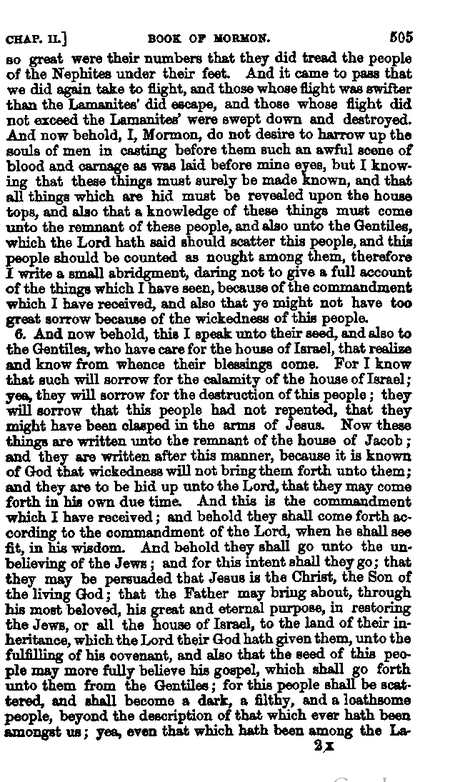 CHAP. II.] BOOK OF MORMON. 505
so great were their numbers that they did tread the people
of the Nephites under their feet. And it came to pass that
we did again take to flight, and those whose flight was swifter
than the Lamanites' did escape, and those whose flight did
not exceed the Lamanites' were swept down and destroyed.
And now behold, I, Mormon, do not desire to harrow up the
souls of men in casting before them such an awful scene of
blood and carnage as was laid before mine eyes, but I know-
ing that these things must surely be made known, and that
all things which are hid must be revealed upon the house
tops, and also that a knowledge of these things must come
unto the remnant of these people, and also unto the Gentiles,
which the Lord hath said should scatter this people, and this
people should be counted as nought among them, therefore
I write a small abridgment, daring not to give a full account
of the things which I have seen, because of the commandment
which I have received, and also that ye might not have too
great sorrow because of the wickedness of this people.
6. And now behold, this I speak unto their seed, and also to
the Gentiles, who have care for the house of Israel, that realize
and know from whence their blessings come. For I know
that such will sorrow for the calamity of the house of Israel;
yea, they will sorrow for the destruction of this people; they
will sorrow that this people had not repented, that they
might have been clasped in the arms of Jesus. Now these
things are written unto the remnant of the house of Jacob;
and they are written after this manner, because it is known
of God that wickedness will not bring them forth unto them;
and they are to be hid up unto the Lord, that they may come
forth in his own due time. And this is the commandment
which I have received; and behold they shall come forth ac-
cording to the commandment of the Lord, when he shall see
fit, in his wisdom. And behold they shall go unto the un-
believing of the Jews; and for this intent shall they go; that
they may be persuaded that Jesus is the Christ, the Son of
the living God; that the Father may bring about, through
his most beloved, his great and eternal purpose, in restoring
the Jews, or all the house of Israel, to the land of their in-
heritance, which the Lord their God hath given them, unto the
fulfilling of his covenant, and also that the seed of this peo-
ple may more fully believe his gospel, which shall go forth
unto them from the Gentiles; for this people shall be scat-
tered, and shall become a dark, a filthy, and a loathsome
people, beyond the description of that which ever hath been
amongst us; yea, even that which hath been among the La-
2x